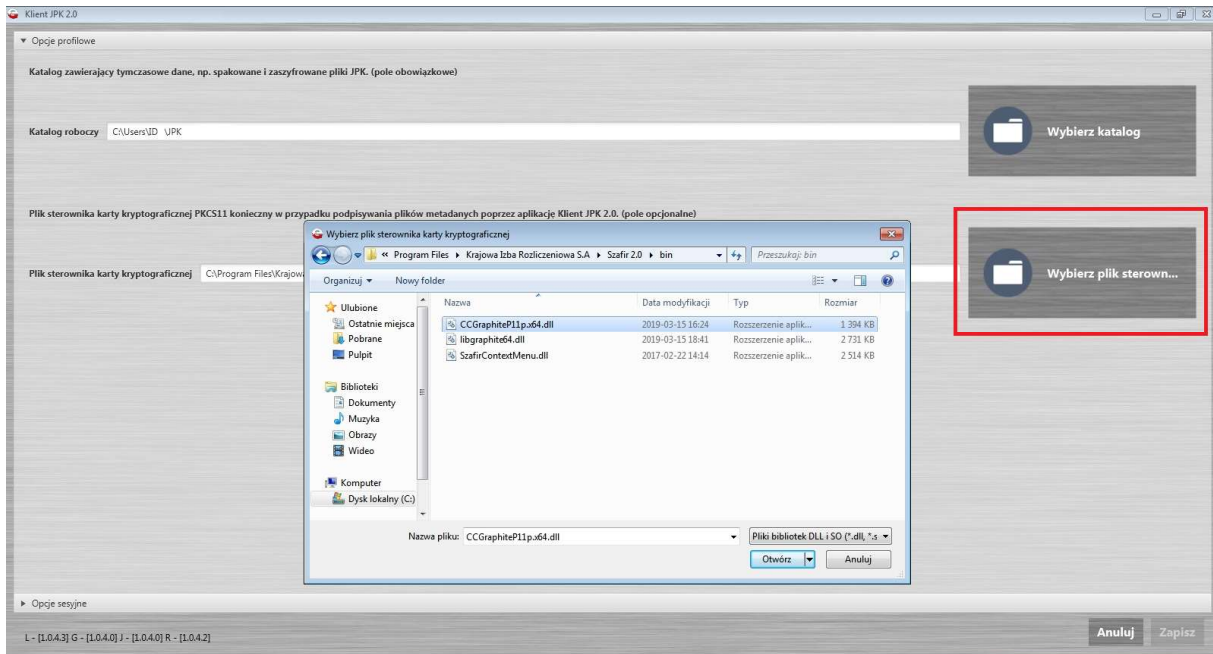 Klient JPK 2.0
Opcje profilowe
Katalog zawierający tymczasowe dane, np. spakowane i zaszyfrowane pliki JPK. (pole obowiązkowe)
Katalog roboczy C:\Users\ID \JPK
Wybierz katalog
Plik sterownika karty kryptograficznej PKCS11 konieczny w przypadku podpisywania plików metadanych poprzez aplikację Klient JPK 2.0. (pole opcjonalne)
Plik sterownika karty kryptograficznej C:\Program Files\Krajow
Wybierz plik sterown...
Wybierz plik sterownika karty kryptograficznej
« Program Files Krajowa Izba Rozliczeniowa S.A Szafir 2.0 bin
Przeszukaj: bin
Organizuj Nowy folder
Nazwa Data modyfikacji Typ Rozmiar
CCGraphiteP11p.x64.dll 2019-03-15 16:24 Rozszerzenie aplik... 1 394 KB
libgraphite64.dll 2019-03-15 18:41 Rozszerzenie aplik... 2 731 KB
SzafirContextMenu.dll 2017-02-22 14:14 Rozszerzenie aplik... 2 514 KB
Ulubione
Ostatnie miejsca
Pobrane
Pulpit
Biblioteki
Dokumenty
Muzyka
Obrazy
Wideo
Komputer
Dysk lokalny (C:)
Nazwa pliku: CCGraphiteP11p.x64.dll
Pliki bibliotek DLL i SO (*.dll, *.s
Otwórz Anuluj
Opcje sesyjne
L - [1.0.4.3] G - [1.0.4.0] J - [1.0.4.0] R - [1.0.4.2]
Anuluj Zapisz